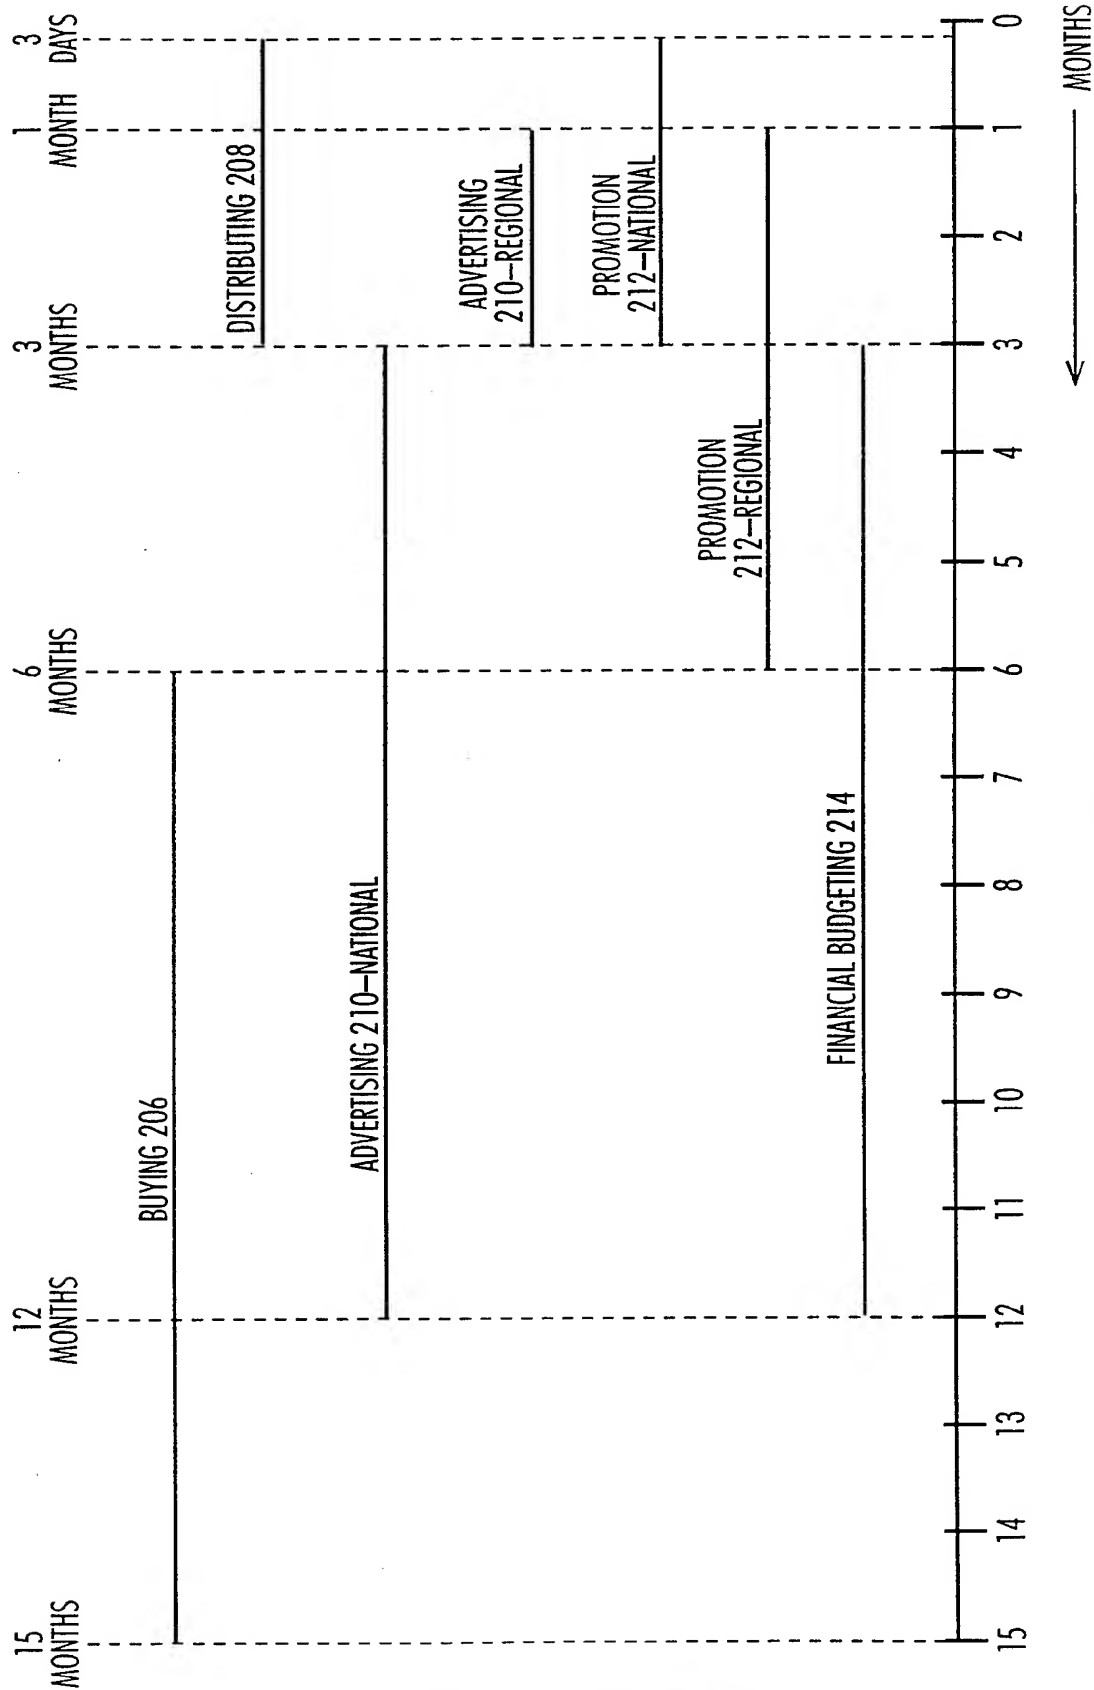 15
MONTHS
12
MONTHS
6
MONTHS
3
MONTHS
1
MONTH
3
DAYS
BUYING 206
DISTRIBUTING 208
ADVERTISING 210–NATIONAL
ADVERTISING
210–REGIONAL
PROMOTION
212–NATIONAL
PROMOTION
212–REGIONAL
FINANCIAL BUDGETING 214
15 14 13 12 11 10 9 8 7 6 5 4 3 2 1 0
MONTHS